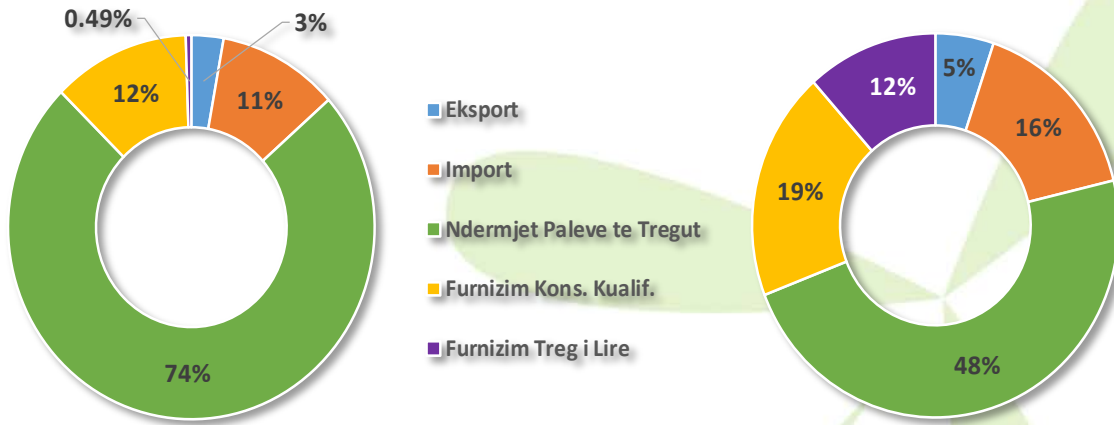 0.49%
3%
12%
11%
74%
Eksport
Import
Ndermjet Paleve te Tregut
Furnizim Kons. Kualif.
Furnizim Treg i Lire
12%
5%
16%
19%
48%